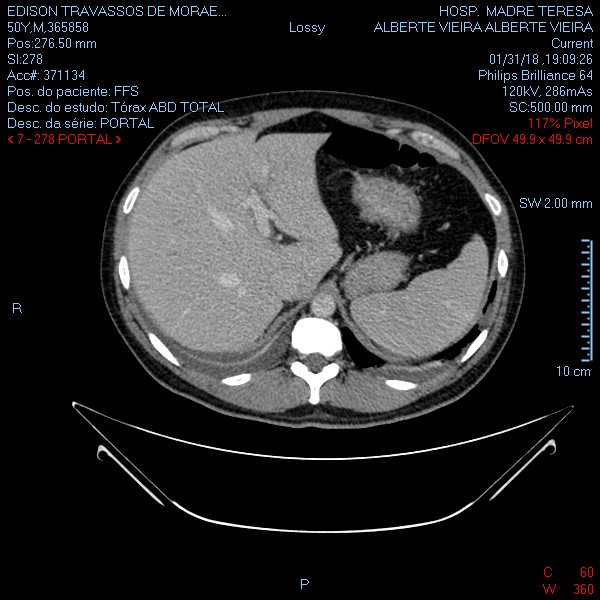 EDISON TRAVASSOS DE MORAE...
50Y,M,365858
Pos:276.50 mm
SI:278
Acc#: 371134
Pos. do paciente: FFS
Desc. do estudo: Tórax ABD TOTAL
Desc. da série: PORTAL
< 7 - 278 PORTAL >
Lossy
HOSP. MADRE TERESA
ALBERTE VIEIRA ALBERTE VIEIRA
Current
01/31/18 ,19:09:26
Philips Brilliance 64
120kV, 286mAs
SC:500.00 mm
117% Pixel
DFOV 49.9 x 49.9 cm
SW 2.00 mm
R
10 cm
P
C 60
W 360